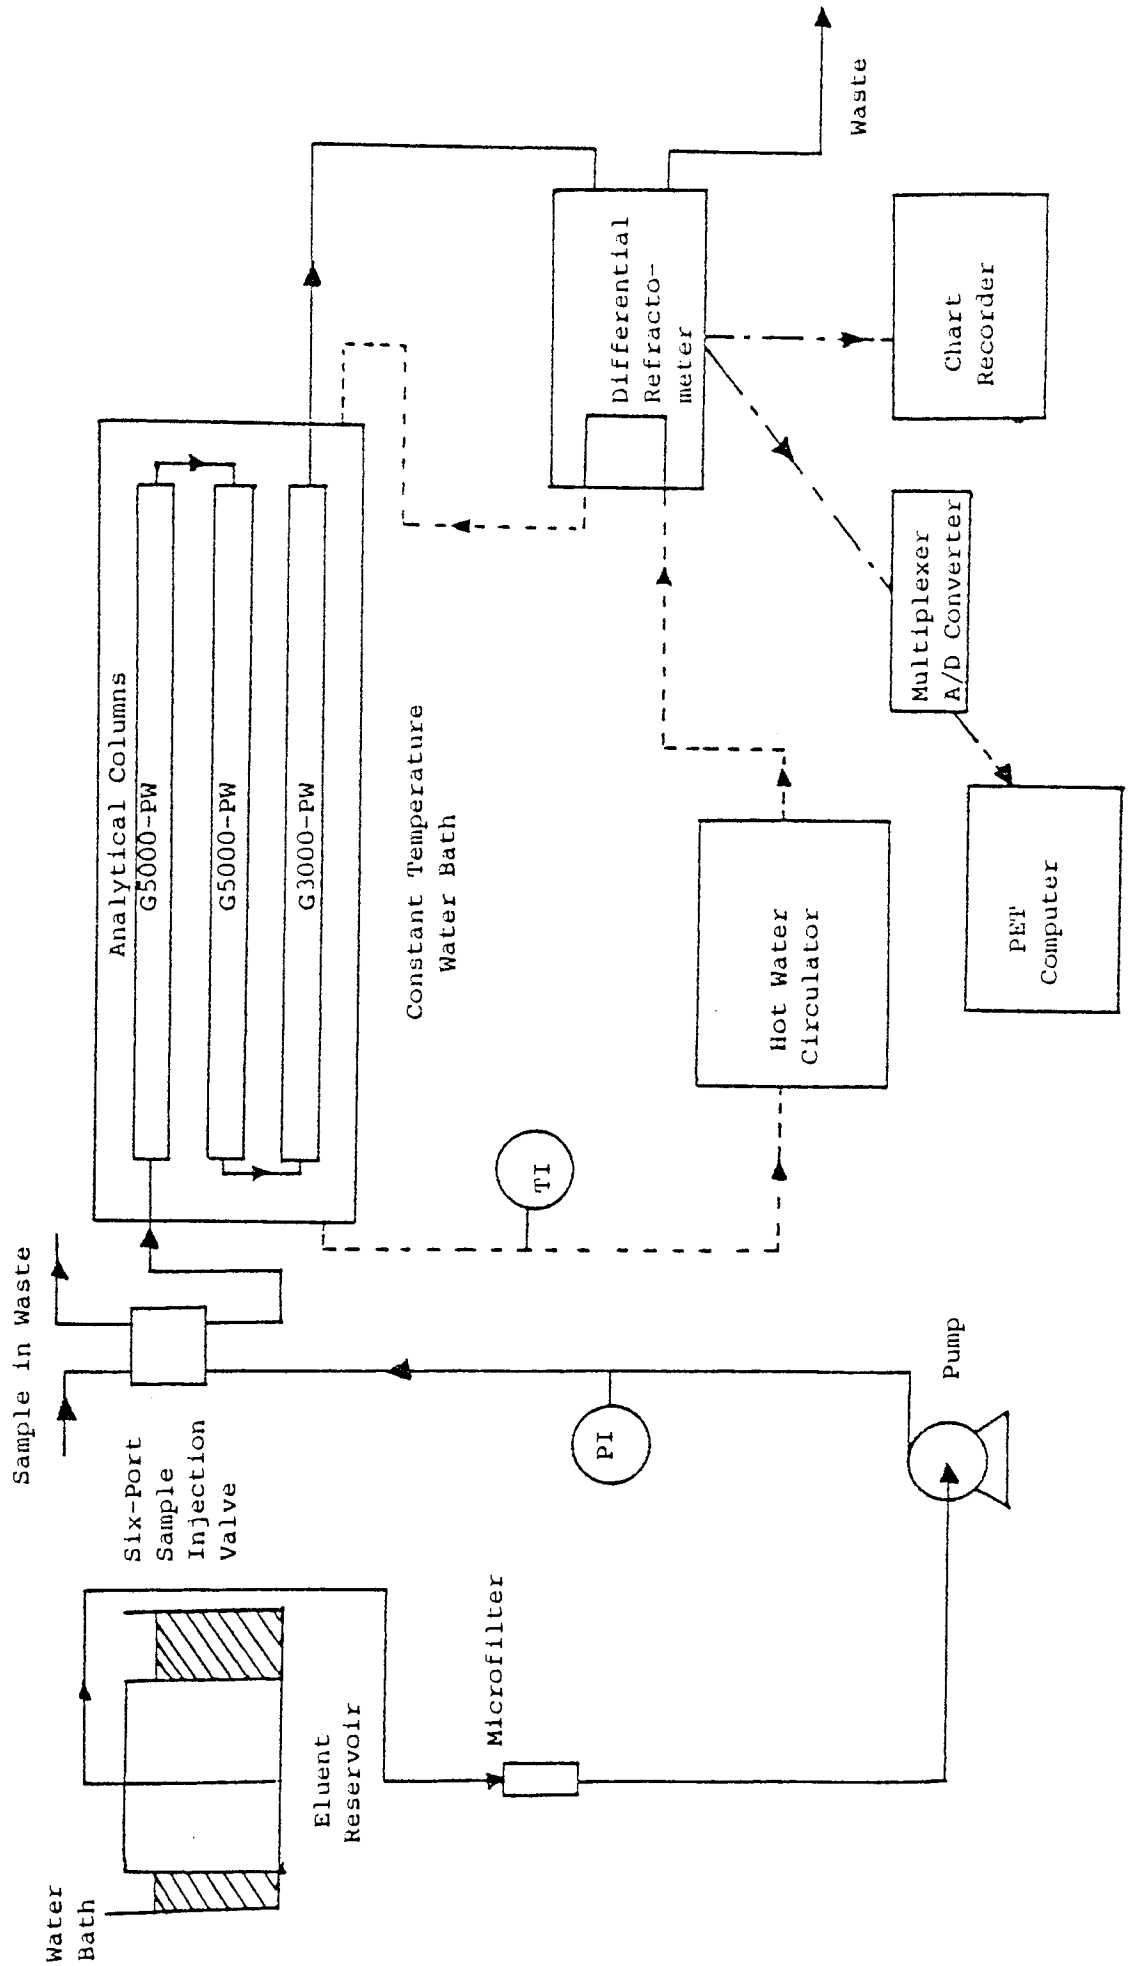 Water
Bath
Eluent
Reservoir
Microfilter
Sample in Waste
Six-Port
Sample
Injection
Valve
PI
Pump
Analytical Columns
G5000-PW
G5000-PW
G3000-PW
Constant Temperature
Water Bath
TI
Hot Water
Circulator
Differential
Refracto-
meter
Waste
Multiplexer
A/D Converter
PET
Computer
Chart
Recorder